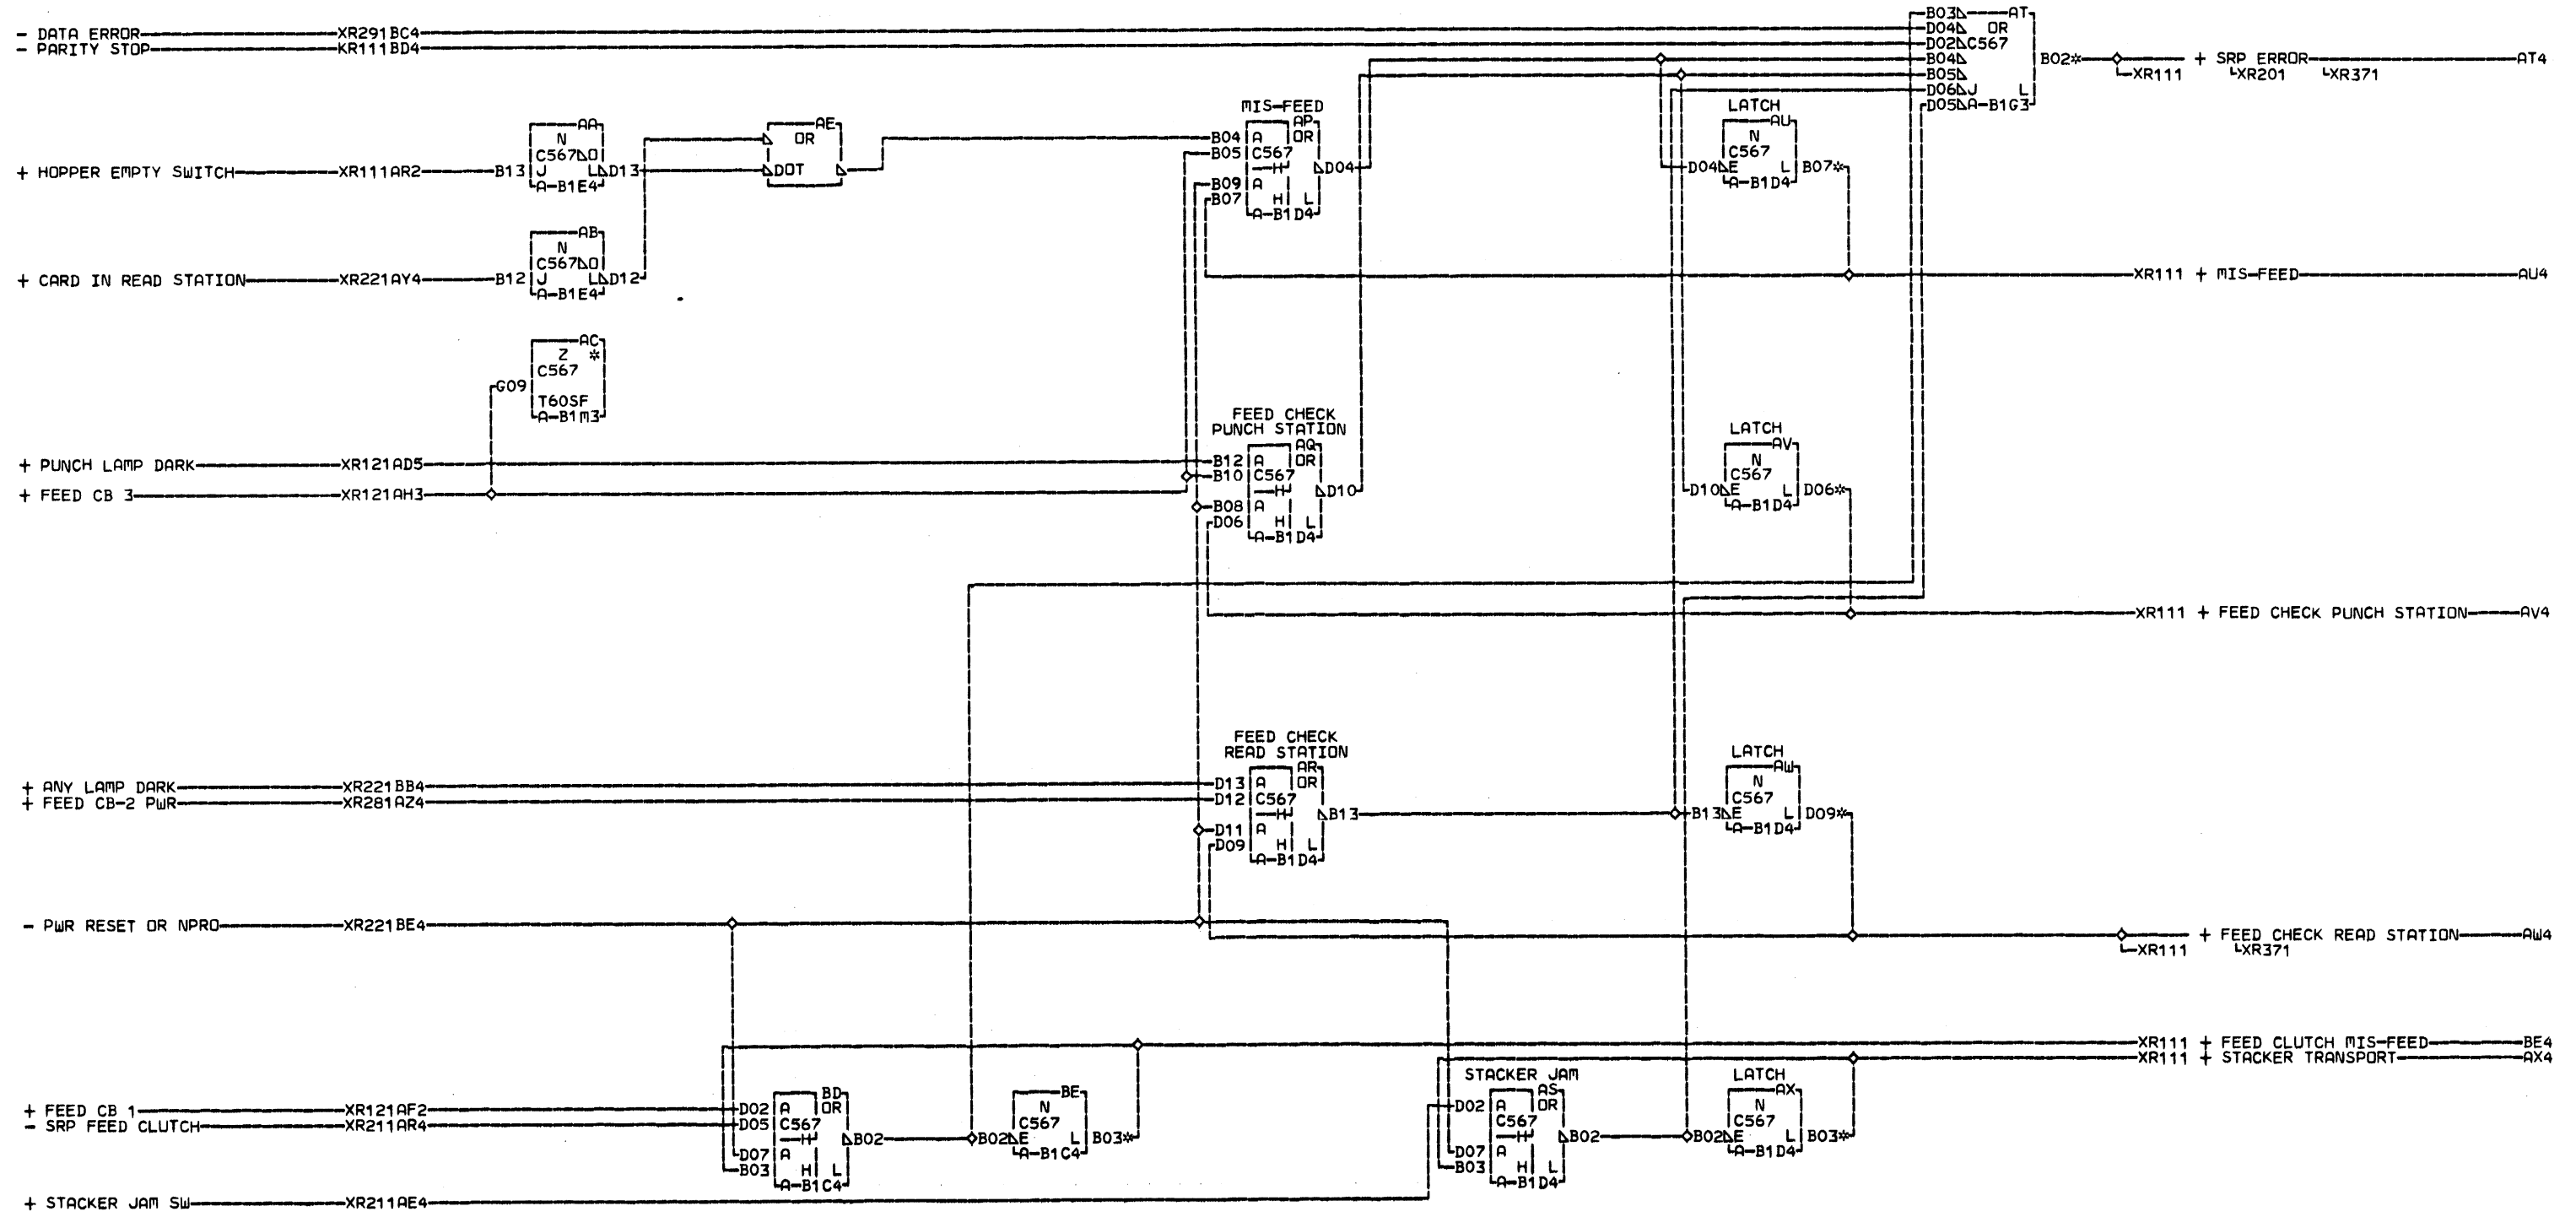 B03 AT
- DATA ERROR XR291BC4 D04 OR
- PARITY STOP KR111BD4 D02 C567
B04 B02* + SRP ERROR AT4
B05 XR111 XR201 XR371
D06 J L
D05 A-B1G3
MIS-FEED LATCH
AA AE AP AU
N OR B04 A OR N
C567 DO B05 C567 C567
+ HOPPER EMPTY SWITCH XR111AR2 B13 J L D13 DOT H D04 D04 E L B07*
A-B1E4 B09 A A-B1D4
B07 H L
A-B1D4
AB
N
C567 DO
+ CARD IN READ STATION XR221AY4 B12 J L D12 XR111 + MIS-FEED AU4
A-B1E4
AC
Z *
C567
G09
T60SF
A-B1M3
FEED CHECK
PUNCH STATION LATCH
AQ AV
+ PUNCH LAMP DARK XR121AD5 B12 A OR N
B10 C567 C567
+ FEED CB 3 XR121AH3 H D10 D10 E L D06*
B08 A A-B1D4
D06 H L
A-B1D4
XR111 + FEED CHECK PUNCH STATION AV4
FEED CHECK
READ STATION LATCH
AR AW
+ ANY LAMP DARK XR221BB4 D13 A OR N
+ FEED CB-2 PWR XR281AZ4 D12 C567 C567
H B13 B13 E L D09*
D11 A A-B1D4
D09 H L
A-B1D4
- PWR RESET OR NPRO XR221BE4 + FEED CHECK READ STATION AW4
XR111 XR371
XR111 + FEED CLUTCH MIS-FEED BE4
XR111 + STACKER TRANSPORT AX4
STACKER JAM LATCH
BD BE AS AX
+ FEED CB 1 XR121AF2 D02 A OR N D02 A OR N
- SRP FEED CLUTCH XR211AR4 D05 C567 C567 C567 C567
H B02 B02 E L B03* H B02 B02 E L B03*
D07 A A-B1C4 D07 A A-B1D4
B03 H L B03 H L
A-B1C4 A-B1D4
+ STACKER JAM SW XR211AE4